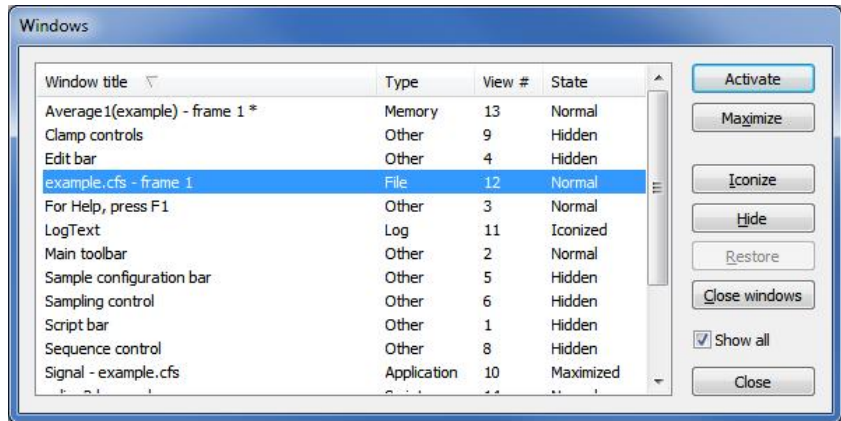 Windows
Window title Type View # State
Average1(example) - frame 1 * Memory 13 Normal
Clamp controls Other 9 Hidden
Edit bar Other 4 Hidden
example.cfs - frame 1 File 12 Normal
For Help, press F1 Other 3 Normal
LogText Log 11 Iconized
Main toolbar Other 2 Normal
Sample configuration bar Other 5 Hidden
Sampling control Other 6 Hidden
Script bar Other 1 Hidden
Sequence control Other 8 Hidden
Signal - example.cfs Application 10 Maximized
Activate
Maximize
Iconize
Hide
Restore
Close windows
Show all
Close